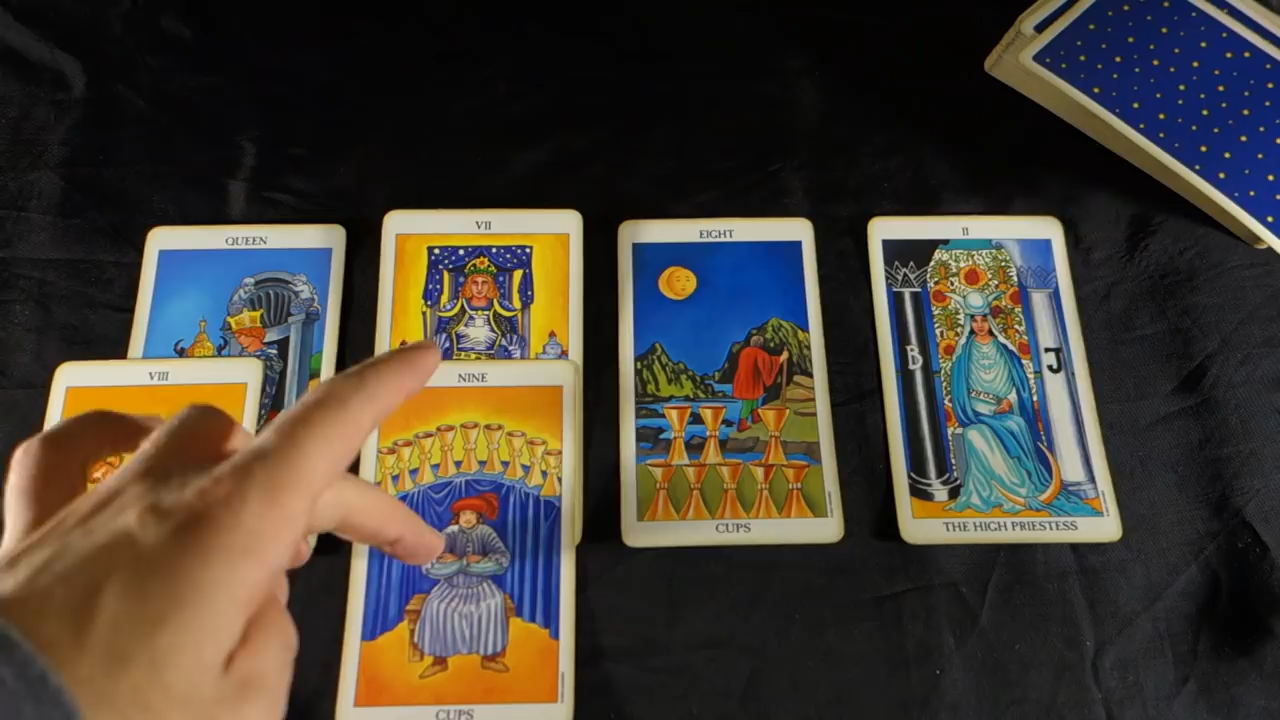 QUEEN
VII
EIGHT
II
B
J
VIII
NINE
CUPS
THE HIGH PRIESTESS
CUPS